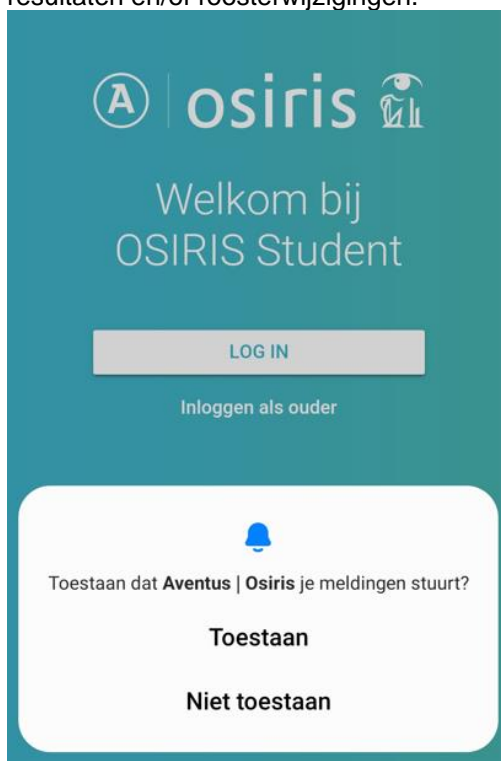 resultaten en/of roosterwijzigingen.
A | osiris
Welkom bij
OSIRIS Student
LOG IN
Inloggen als ouder
Toestaan dat Aventus | Osiris je meldingen stuurt?
Toestaan
Niet toestaan